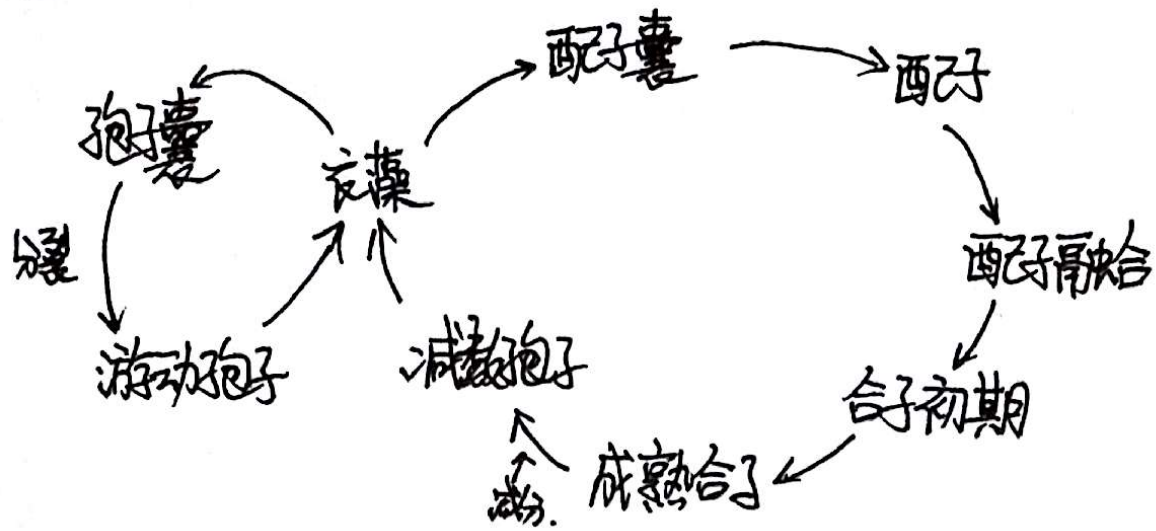 配子囊
配子
孢子囊
衣藻
分裂
配子融合
游动孢子
减数孢子
合子初期
成熟合子
减分.